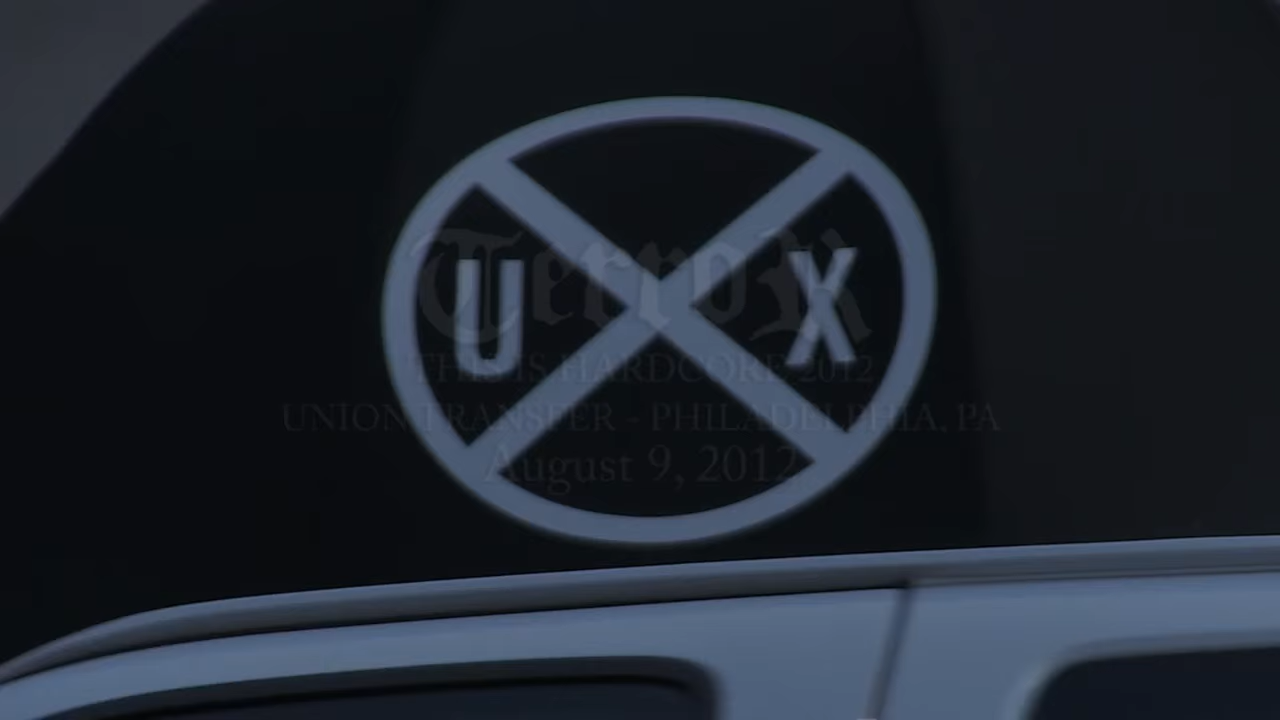 U X
TerroR
THIS IS HARDCORE 2012
UNION TRANSFER - PHILADELPHIA, PA
August 9, 2012